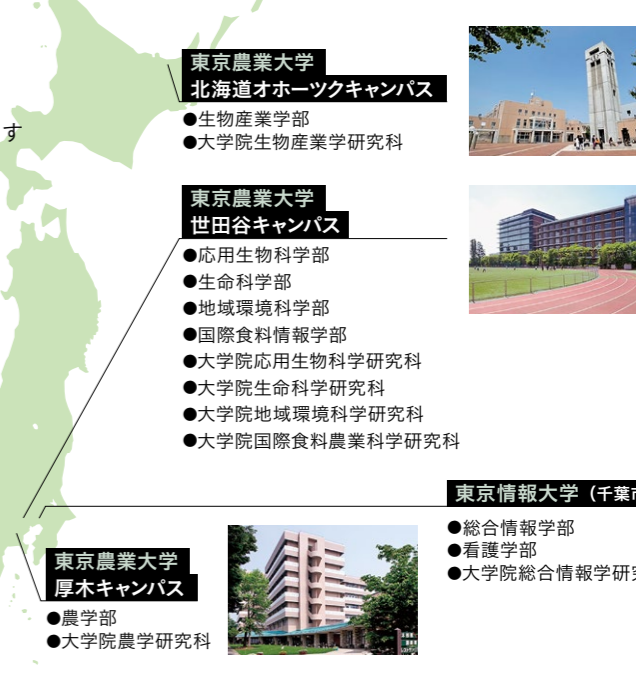 す
東京農業大学
北海道オホーツクキャンパス
●生物産業学部
●大学院生物産業学研究科
東京農業大学
世田谷キャンパス
●応用生物科学部
●生命科学部
●地域環境科学部
●国際食料情報学部
●大学院応用生物科学研究科
●大学院生命科学研究科
●大学院地域環境科学研究科
●大学院国際食料農業科学研究科
東京情報大学（千葉市
●総合情報学部
●看護学部
●大学院総合情報学研究
東京農業大学
厚木キャンパス
●農学部
●大学院農学研究科